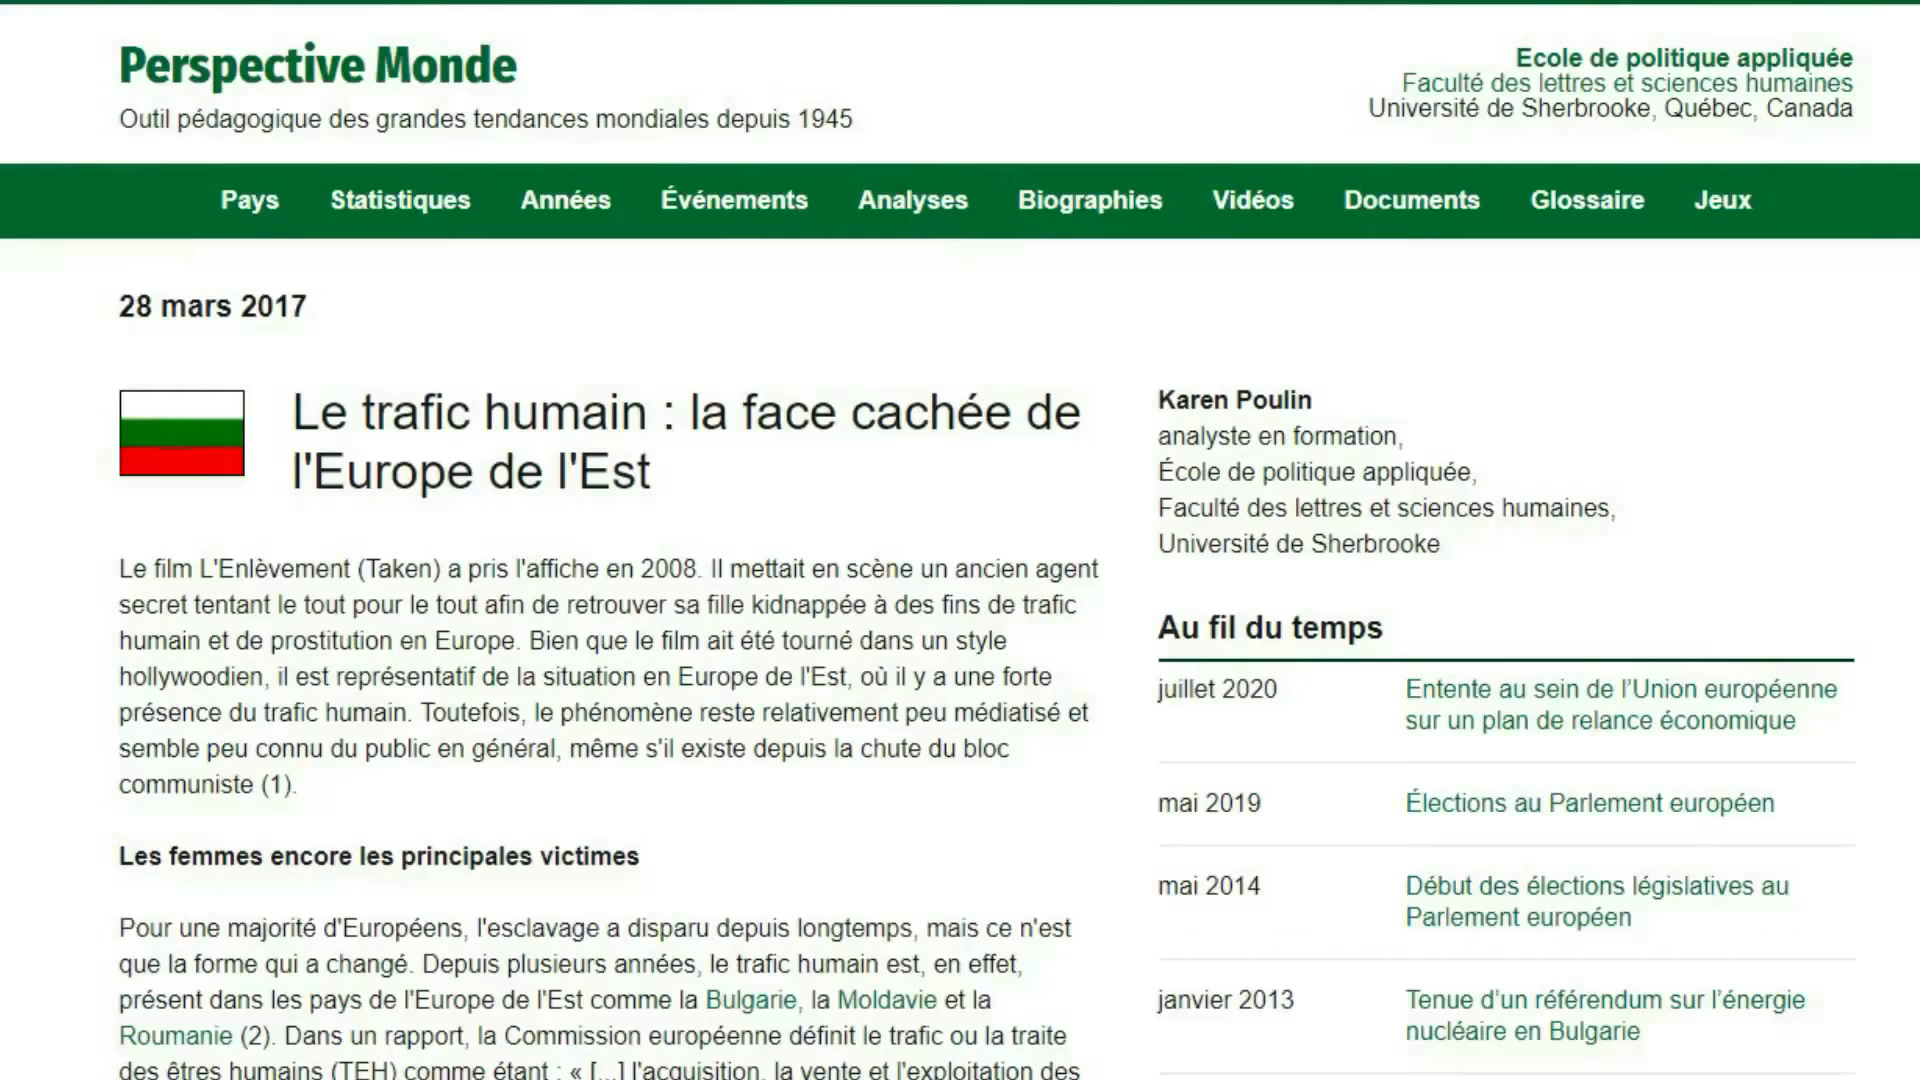 Perspective Monde
Outil pédagogique des grandes tendances mondiales depuis 1945
Ecole de politique appliquée
Faculté des lettres et sciences humaines
Université de Sherbrooke, Québec, Canada
Pays Statistiques Années Événements Analyses Biographies Vidéos Documents Glossaire Jeux
28 mars 2017
Le trafic humain : la face cachée de
l'Europe de l'Est
Le film L'Enlèvement (Taken) a pris l'affiche en 2008. Il mettait en scène un ancien agent
secret tentant le tout pour le tout afin de retrouver sa fille kidnappée à des fins de trafic
humain et de prostitution en Europe. Bien que le film ait été tourné dans un style
hollywoodien, il est représentatif de la situation en Europe de l'Est, où il y a une forte
présence du trafic humain. Toutefois, le phénomène reste relativement peu médiatisé et
semble peu connu du public en général, même s'il existe depuis la chute du bloc
communiste (1).
Les femmes encore les principales victimes
Pour une majorité d'Européens, l'esclavage a disparu depuis longtemps, mais ce n'est
que la forme qui a changé. Depuis plusieurs années, le trafic humain est, en effet,
présent dans les pays de l'Europe de l'Est comme la Bulgarie, la Moldavie et la
Roumanie (2). Dans un rapport, la Commission européenne définit le trafic ou la traite
des êtres humains (TEH) comme étant : « [...] l'acquisition, la vente et l'exploitation des
Karen Poulin
analyste en formation,
École de politique appliquée,
Faculté des lettres et sciences humaines,
Université de Sherbrooke
Au fil du temps
juillet 2020 Entente au sein de l’Union européenne
sur un plan de relance économique
mai 2019 Élections au Parlement européen
mai 2014 Début des élections législatives au
Parlement européen
janvier 2013 Tenue d’un référendum sur l’énergie
nucléaire en Bulgarie